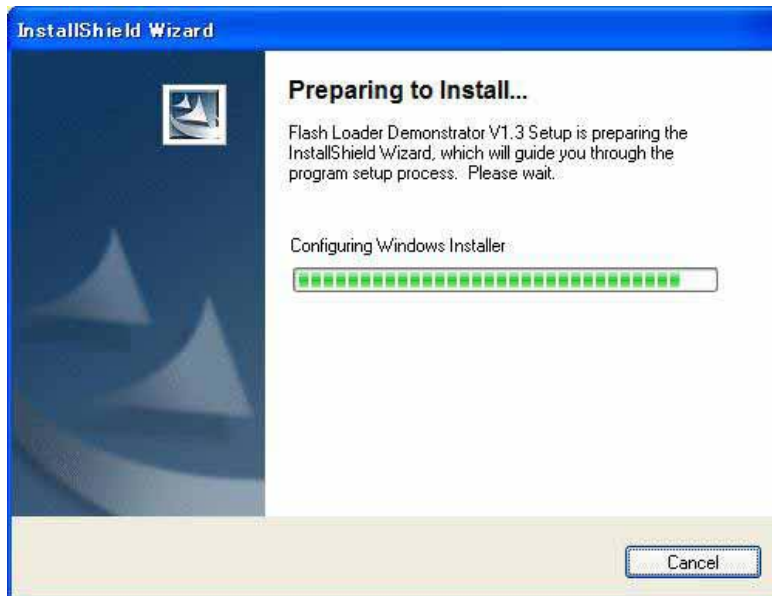 InstallShield Wizard
Preparing to Install...
Flash Loader Demonstrator V1.3 Setup is preparing the
InstallShield Wizard, which will guide you through the
program setup process. Please wait.
Configuring Windows Installer
Cancel